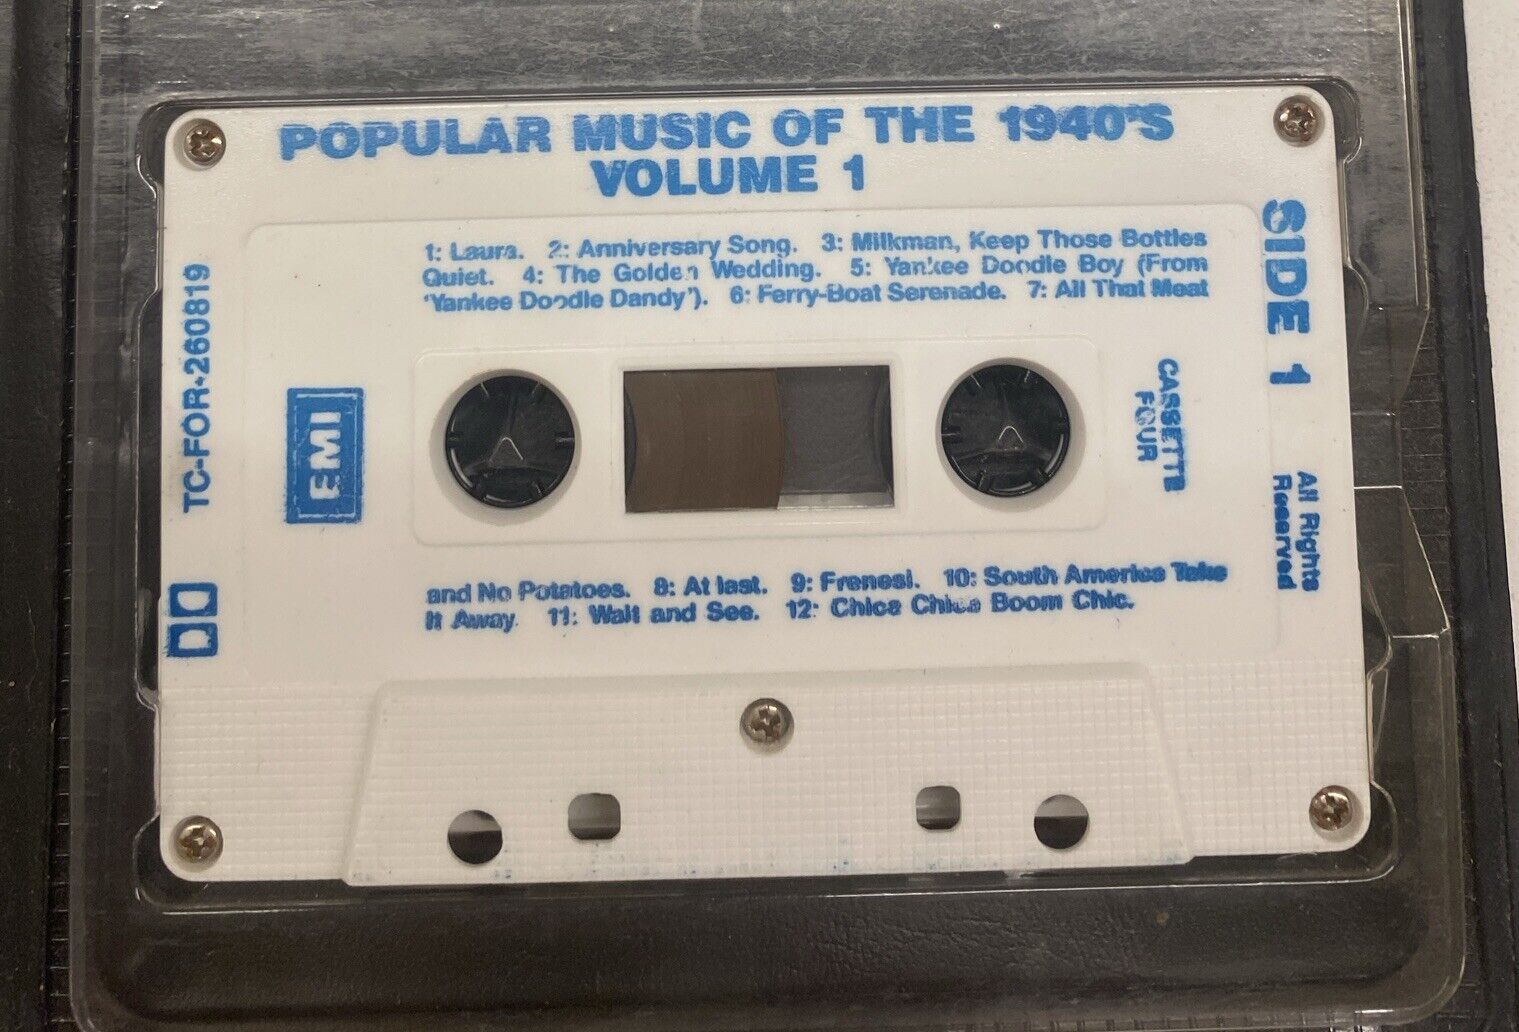 POPULAR MUSIC OF THE 1940'S
VOLUME 1
1: Laura. 2: Anniversary Song. 3: Milkman, Keep Those Bottles
Quiet. 4: The Golden Wedding. 5: Yankee Doodle Boy (From
'Yankee Doodle Dandy'). 6: Ferry-Boat Serenade. 7: All That Meat
and No Potatoes. 8: At last. 9: Frenesi. 10: South America Take
It Away. 11: Wait and See. 12: Chica Chica Boom Chic.
TC-FOR-260819
EMI
SIDE 1
CASSETTE
FOUR
All Rights
Reserved